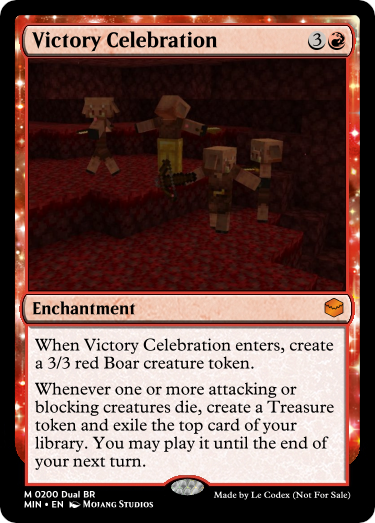 Victory Celebration 3
Enchantment
When Victory Celebration enters, create
a 3/3 red Boar creature token.
Whenever one or more attacking or
blocking creatures die, create a Treasure
token and exile the top card of your
library. You may play it until the end of
your next turn.
M 0200 Dual BR
MIN • EN Mojang Studios
Made by Le Codex (Not For Sale)